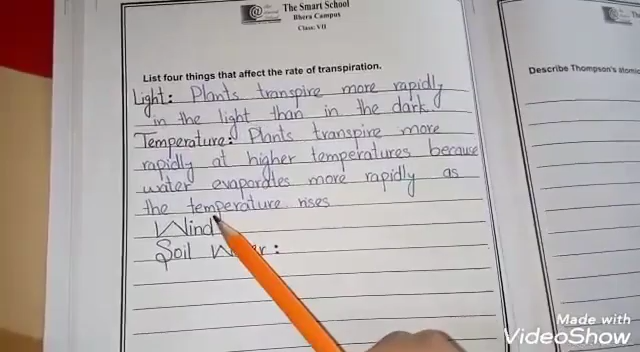 The Smart School
Bhera Campus
Class: VII
List four things that affect the rate of transpiration.
Light: Plants transpire more rapidly
in the light than in the dark.
Temperature: Plants transpire more
rapidly at higher temperatures because
water evaporates more rapidly as
the temperature rises
Wind
Soil :
The
Describe Thompson's atomic
Made with
VideoShow